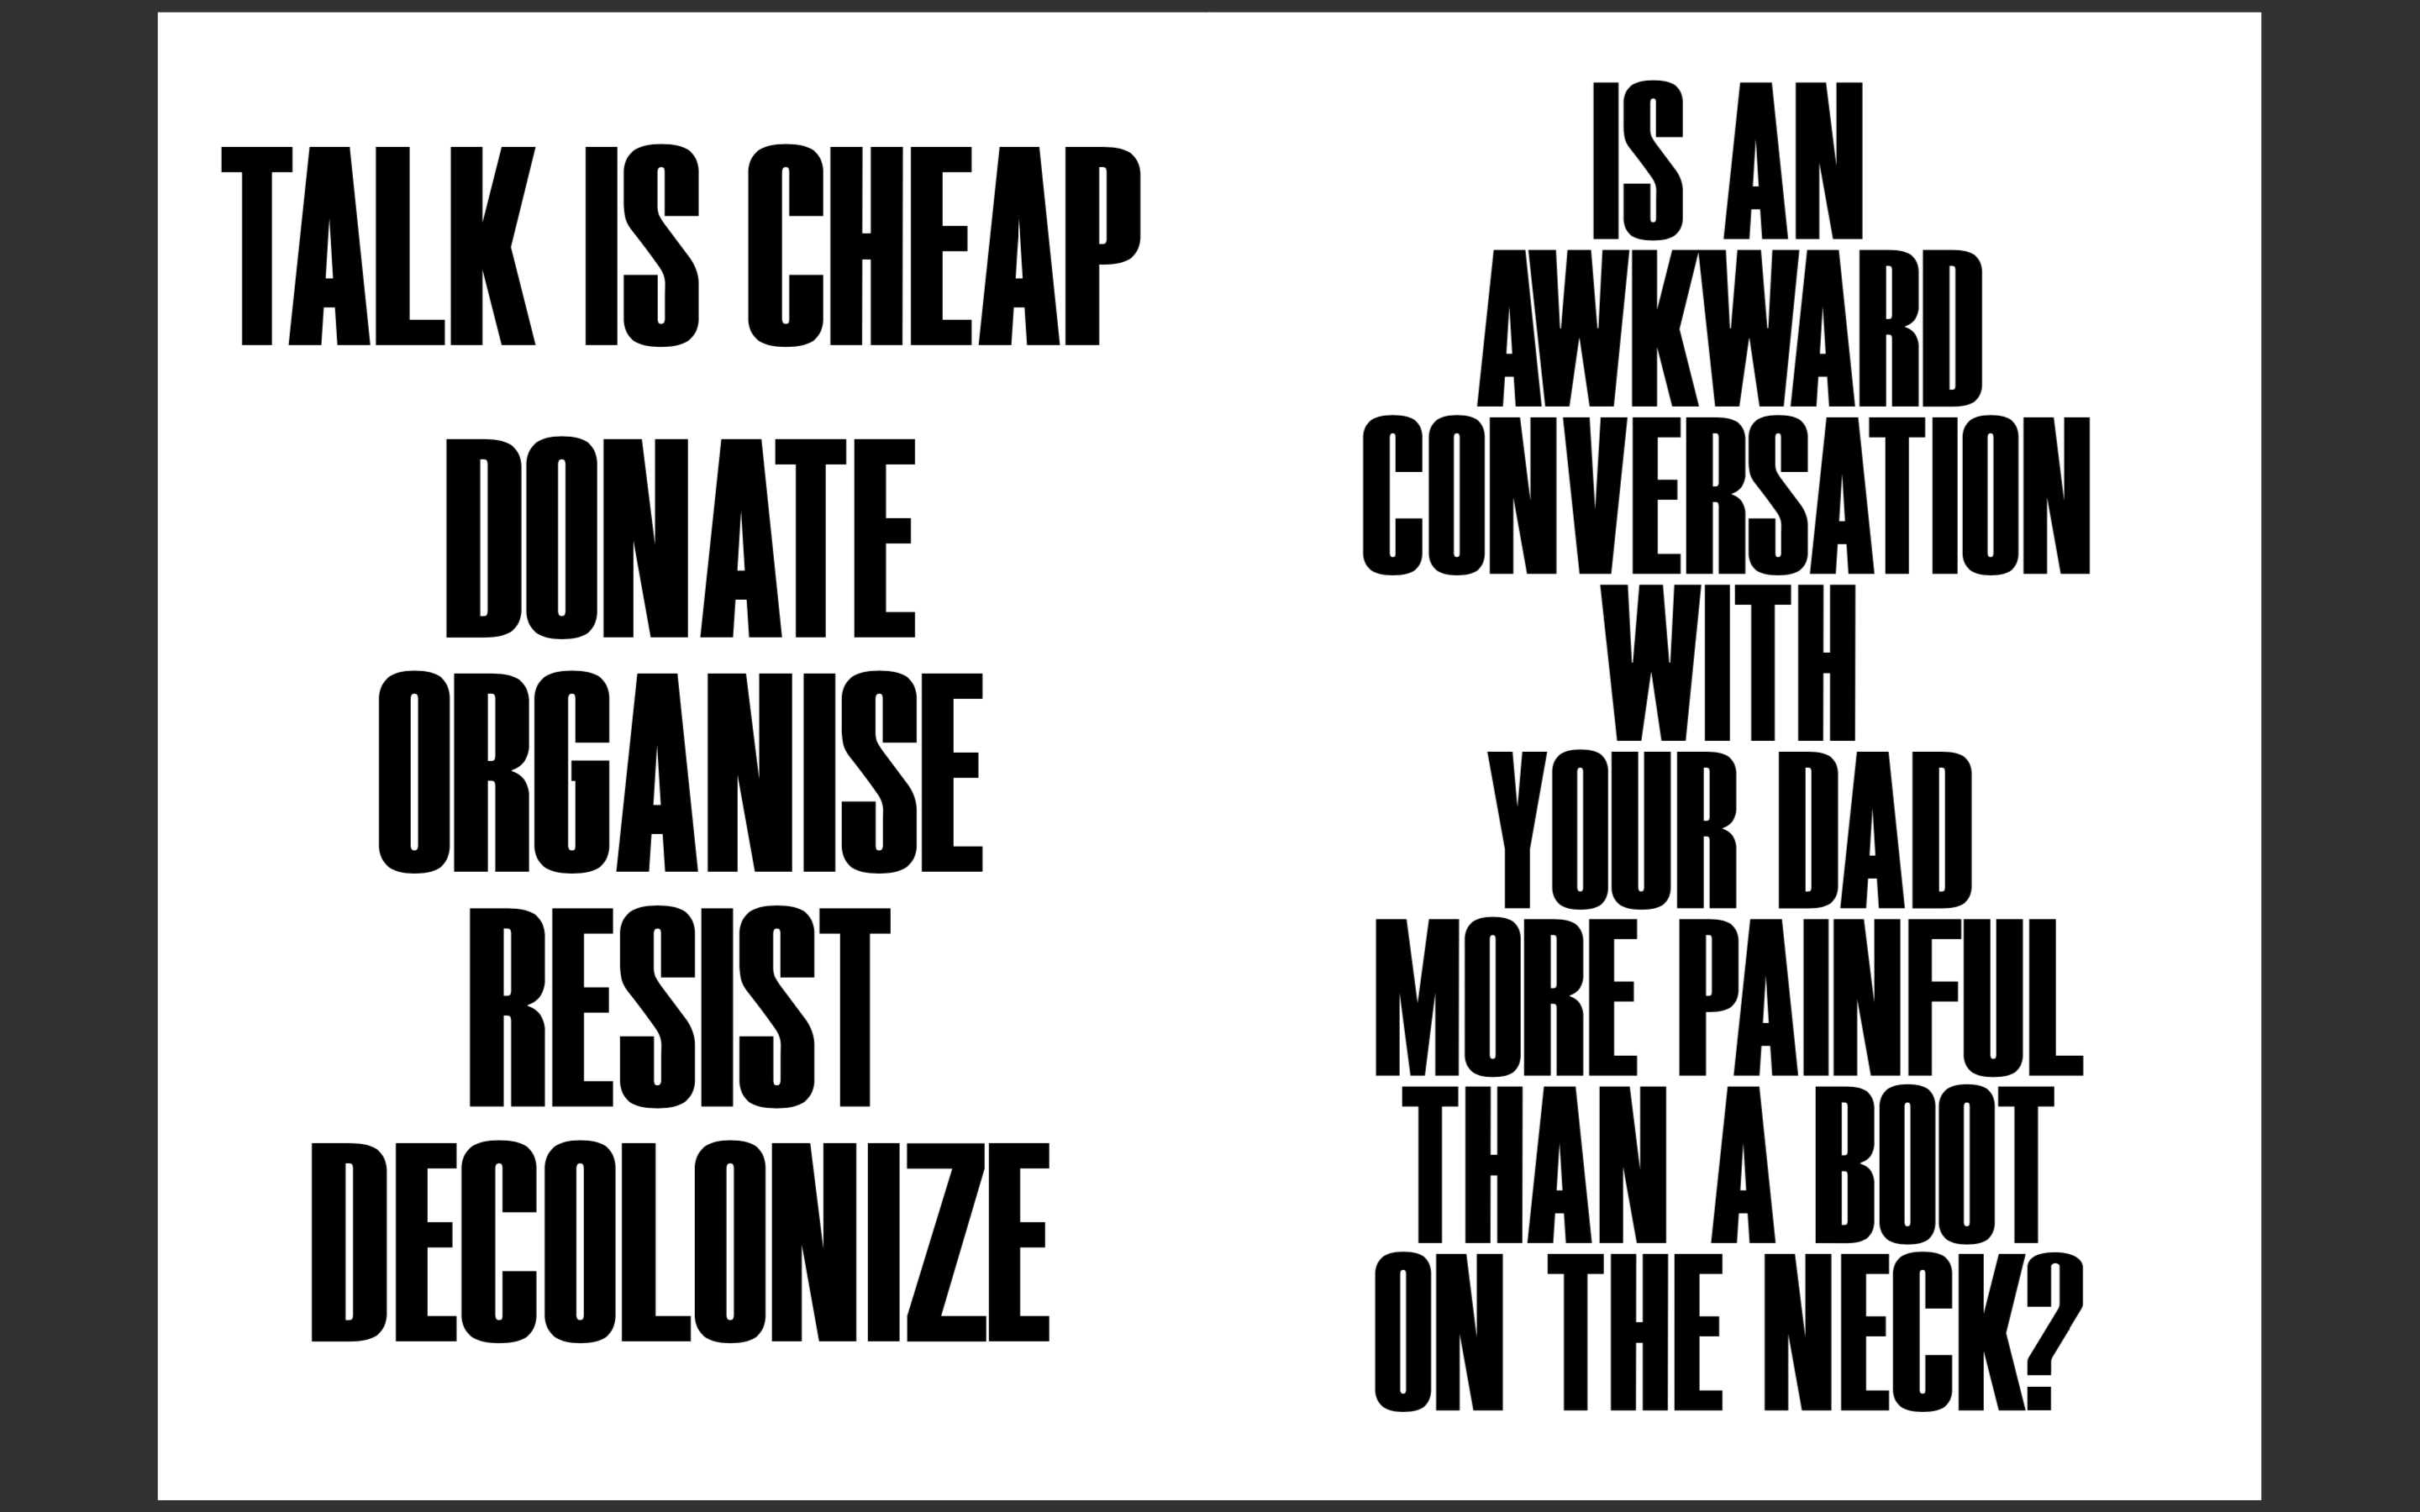 TALK IS CHEAP
DONATE
ORGANISE
RESIST
DECOLONIZE
IS AN
AWKWARD
CONVERSATION
WITH
YOUR DAD
MORE PAINFUL
THAN A BOOT
ON THE NECK?